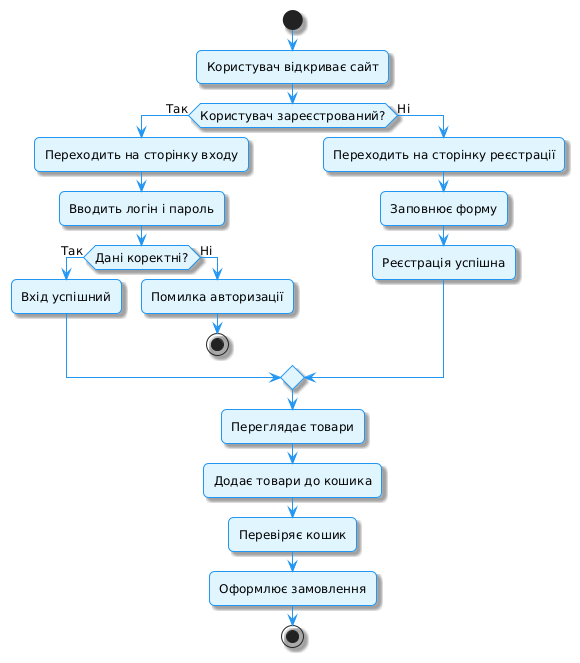 Користувач відкриває сайт
Користувач зареєстрований?
Так
Ні
Переходить на сторінку входу
Переходить на сторінку реєстрації
Вводить логін і пароль
Заповнює форму
Дані коректні?
Так
Ні
Реєстрація успішна
Вхід успішний
Помилка авторизації
Переглядає товари
Додає товари до кошика
Перевіряє кошик
Оформлює замовлення